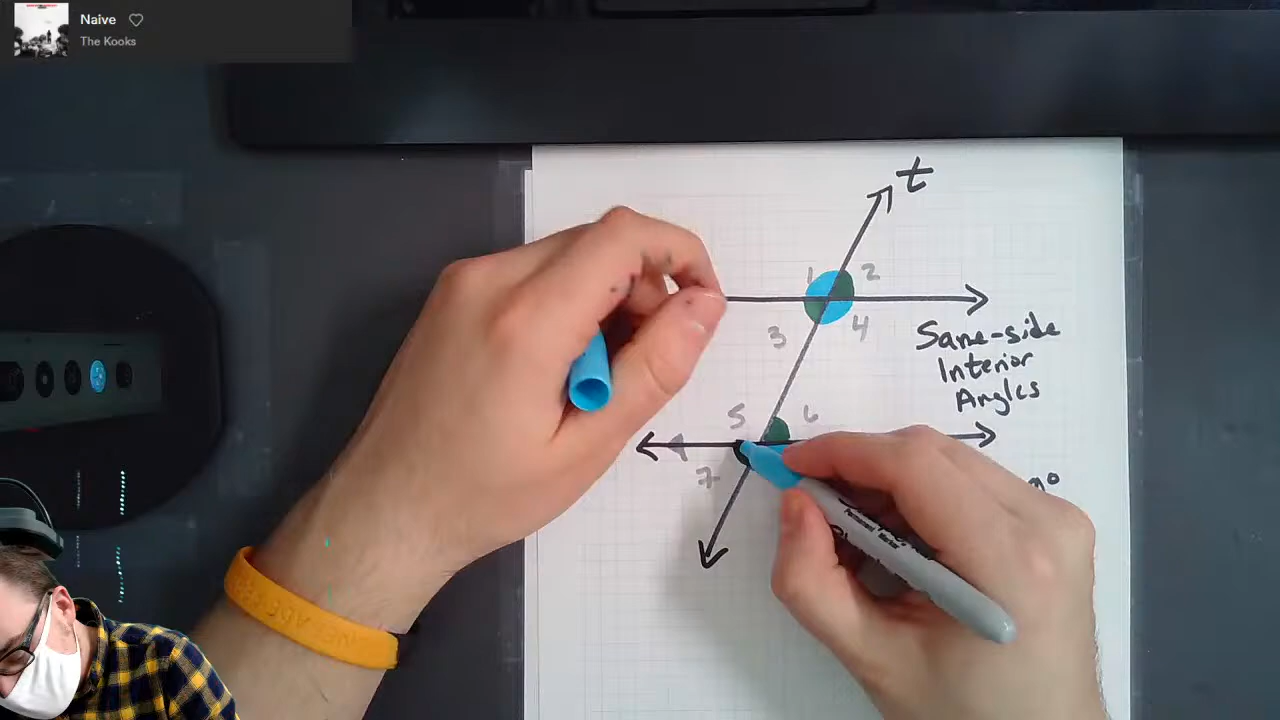 Naive
The Kooks
t
1 2
3 4
Same-side
Interior
Angles
5 6
7